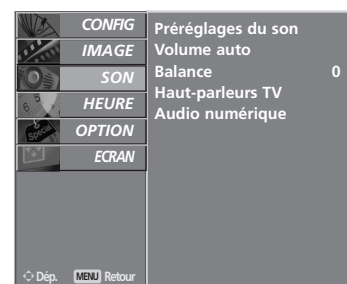 CONFIG
IMAGE
SON
HEURE
OPTION
ECRAN
Préréglages du son
Volume auto
Balance 0
Haut-parleurs TV
Audio numérique
Dép. MENU Retour